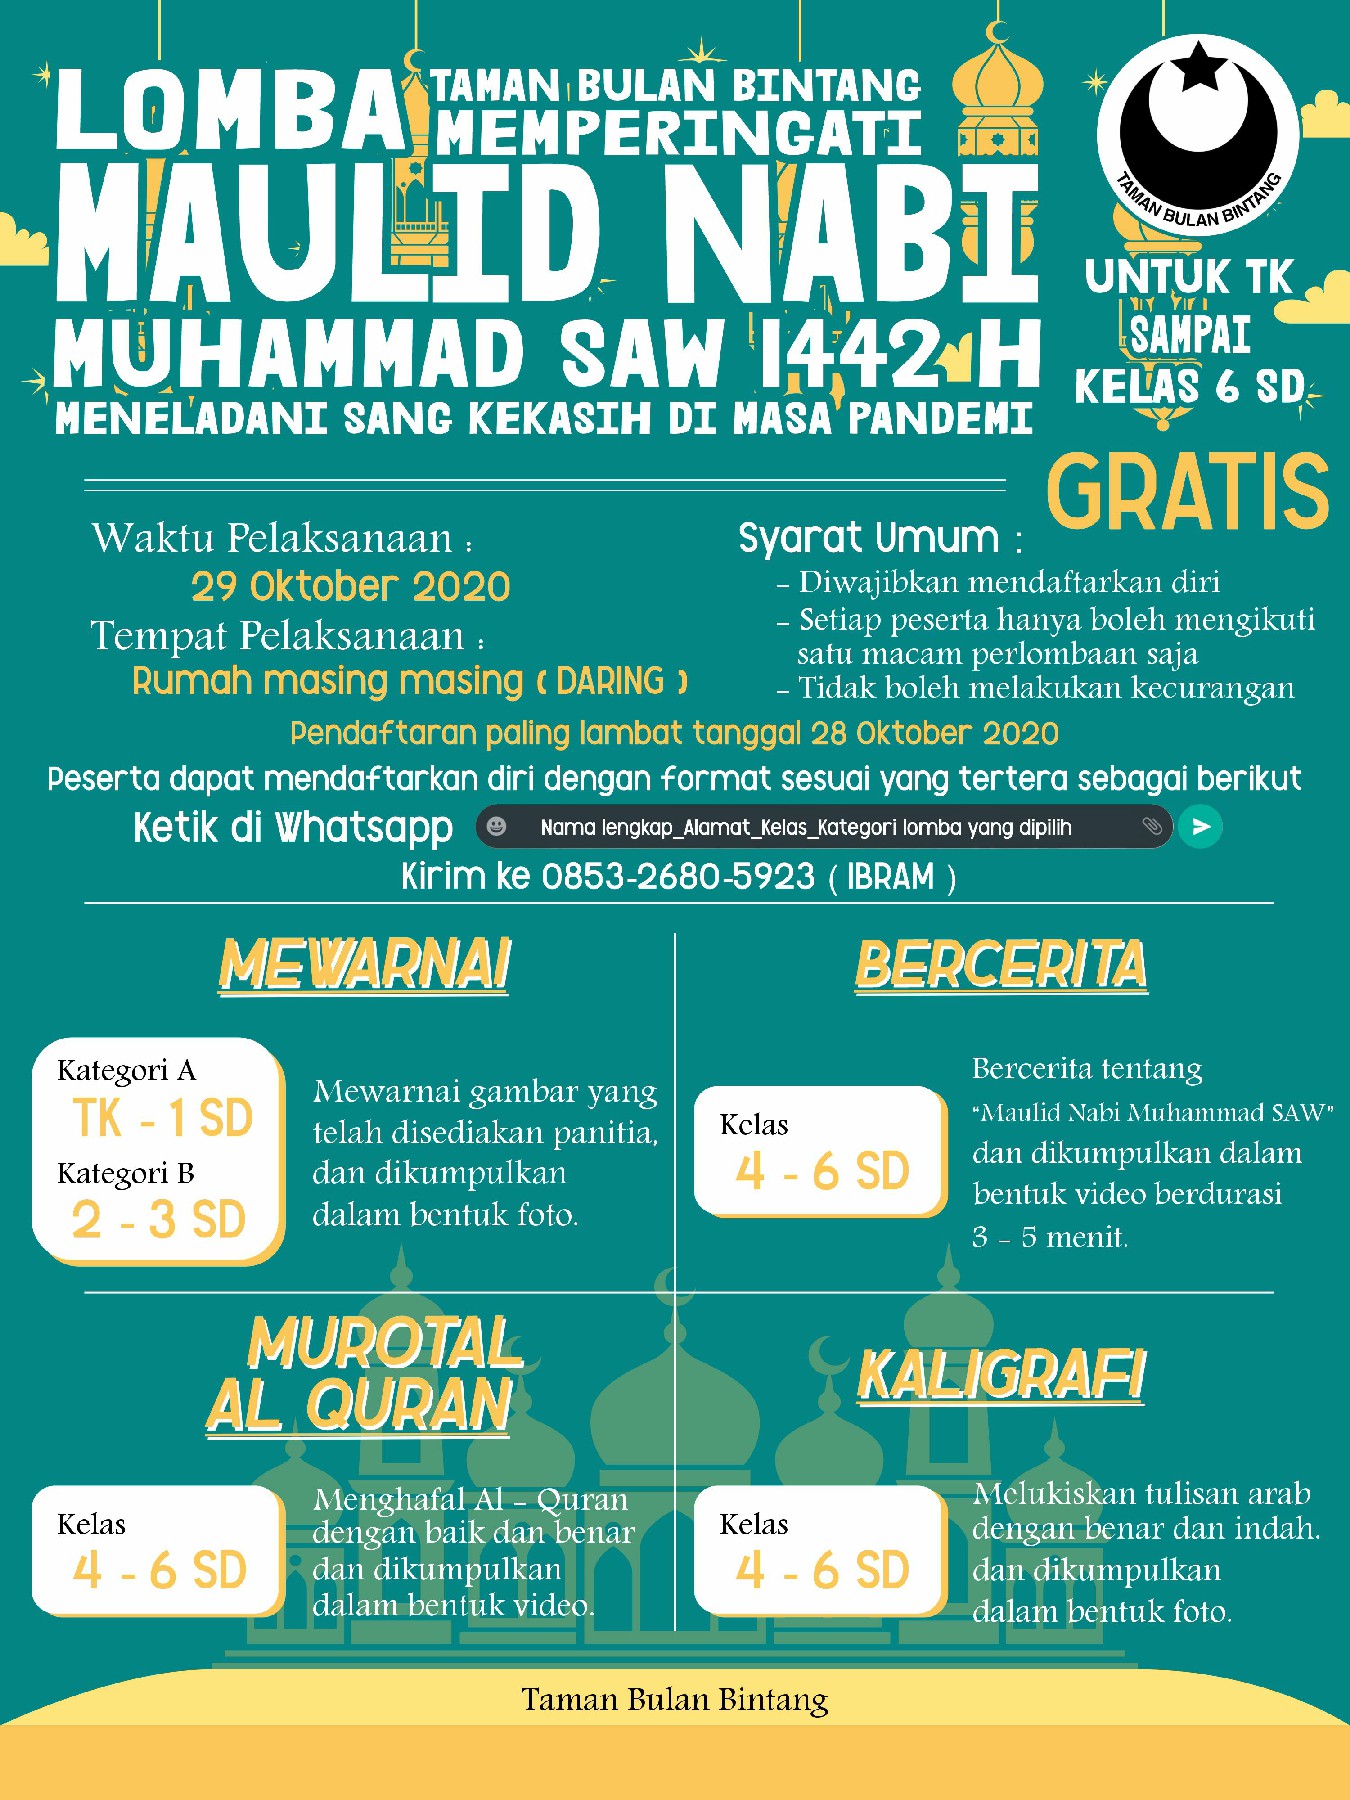 LOMBA TAMAN BULAN BINTANG
MEMPERINGATI
MAULID NABI
MUHAMMAD SAW 1442 H
MENELADANI SANG KEKASIH DI MASA PANDEMI
TAMAN BULAN BINTANG
UNTUK TK
SAMPAI
KELAS 6 SD
GRATIS
Waktu Pelaksanaan :
29 Oktober 2020
Tempat Pelaksanaan :
Rumah masing masing ( DARING )
Syarat Umum :
- Diwajibkan mendaftarkan diri
- Setiap peserta hanya boleh mengikuti
satu macam perlombaan saja
- Tidak boleh melakukan kecurangan
Pendaftaran paling lambat tanggal 28 Oktober 2020
Peserta dapat mendaftarkan diri dengan format sesuai yang tertera sebagai berikut
Ketik di Whatsapp Nama lengkap_Alamat_Kelas_Kategori lomba yang dipilih
Kirim ke 0853-2680-5923 ( IBRAM )
MEWARNAI
Kategori A
TK - 1 SD
Kategori B
2 - 3 SD
Mewarnai gambar yang
telah disediakan panitia,
dan dikumpulkan
dalam bentuk foto.
BERCERITA
Kelas
4 - 6 SD
Bercerita tentang
"Maulid Nabi Muhammad SAW"
dan dikumpulkan dalam
bentuk video berdurasi
3 - 5 menit.
MUROTAL
AL QURAN
Kelas
4 - 6 SD
Menghafal Al - Quran
dengan baik dan benar
dan dikumpulkan
dalam bentuk video.
KALIGRAFI
Kelas
4 - 6 SD
Melukiskan tulisan arab
dengan benar dan indah.
dan dikumpulkan
dalam bentuk foto.
Taman Bulan Bintang